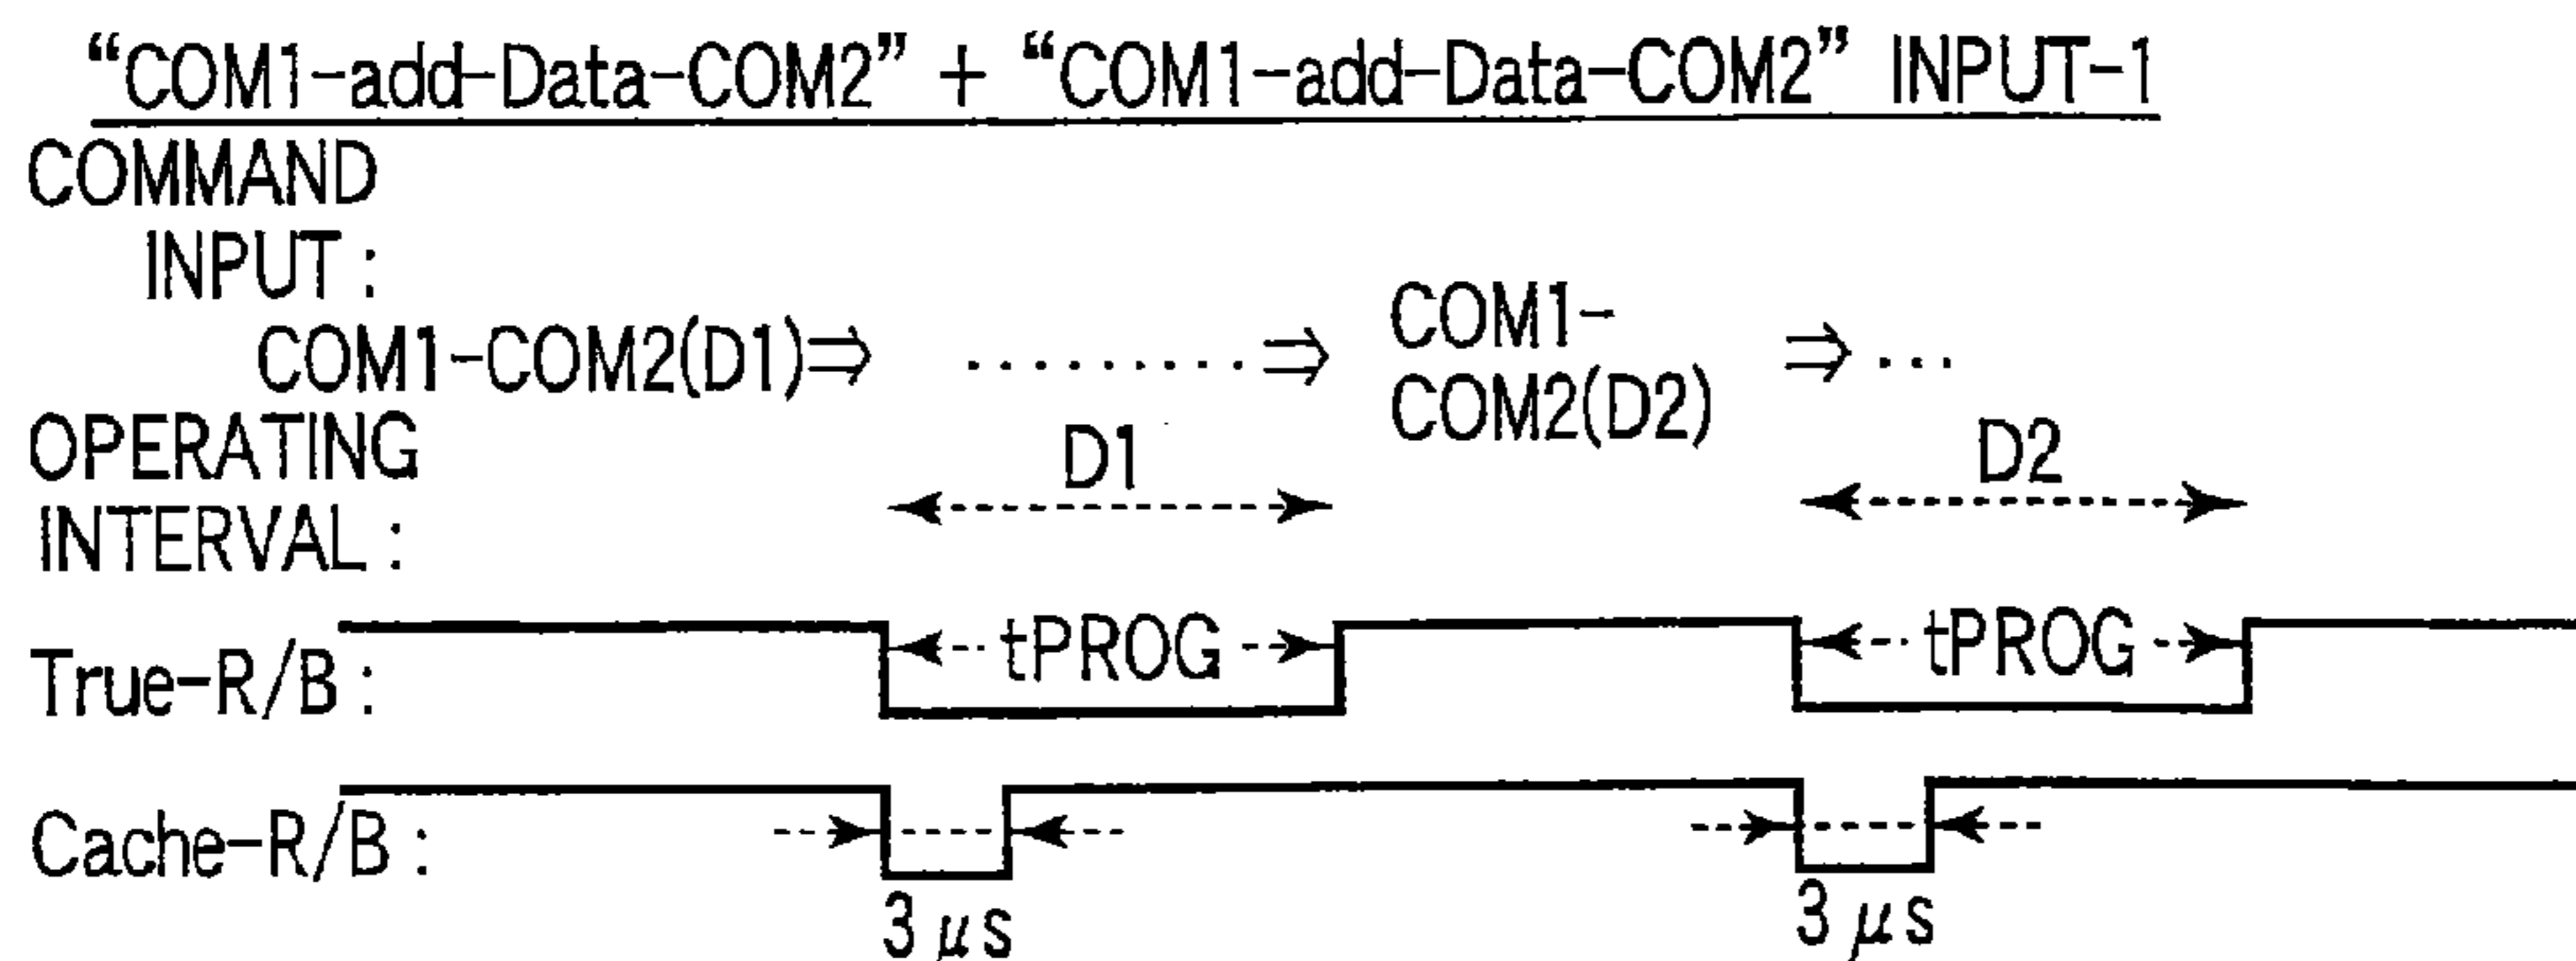 “COM1-add-Data-COM2” + “COM1-add-Data-COM2” INPUT-1
COMMAND
INPUT :
COM1-COM2(D1)⇒ ......... ⇒ COM1- ⇒ ...
COM2(D2)
OPERATING
INTERVAL :
D1 D2
True-R/B : tPROG tPROG
Cache-R/B :
3 μs 3 μs